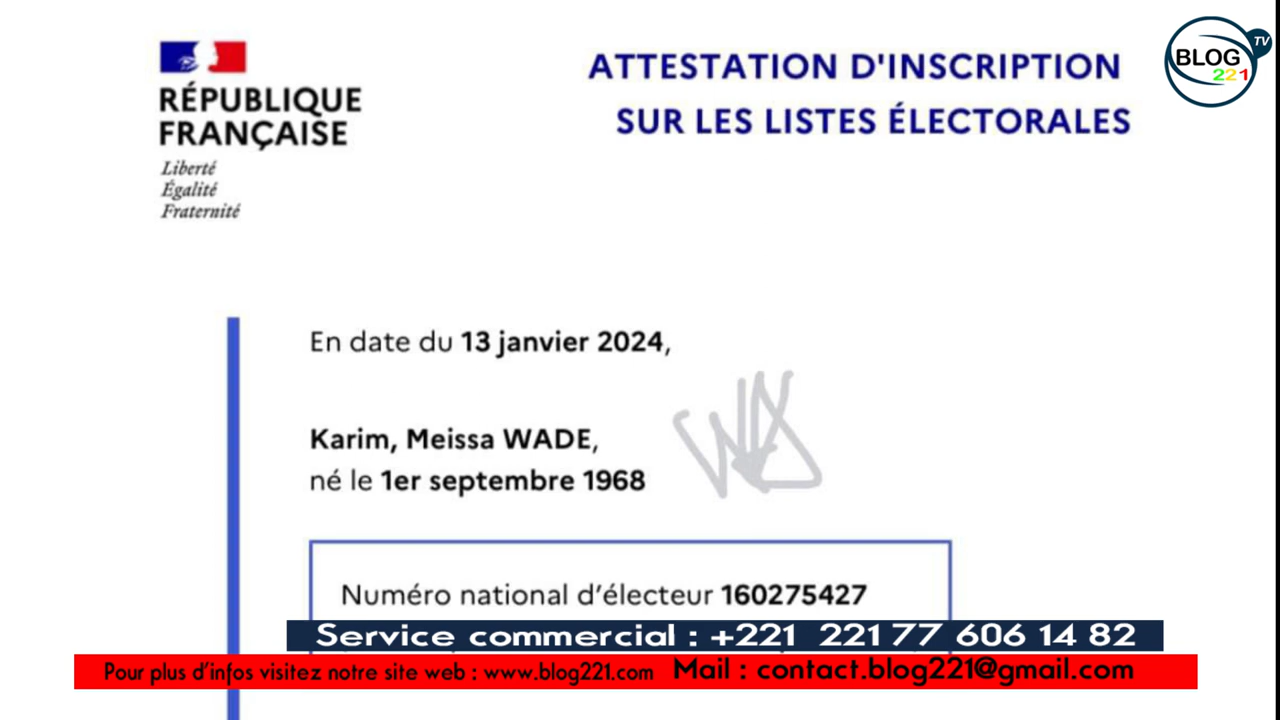 RÉPUBLIQUE
FRANÇAISE
Liberté
Égalité
Fraternité
ATTESTATION D'INSCRIPTION
SUR LES LISTES ÉLECTORALES
BLOG
221
TV
En date du 13 janvier 2024,
Karim, Meissa WADE,
né le 1er septembre 1968
Numéro national d'électeur 160275427
Service commercial : +221 221 77 606 14 82
Pour plus d'infos visitez notre site web : www.blog221.com Mail : contact.blog221@gmail.com